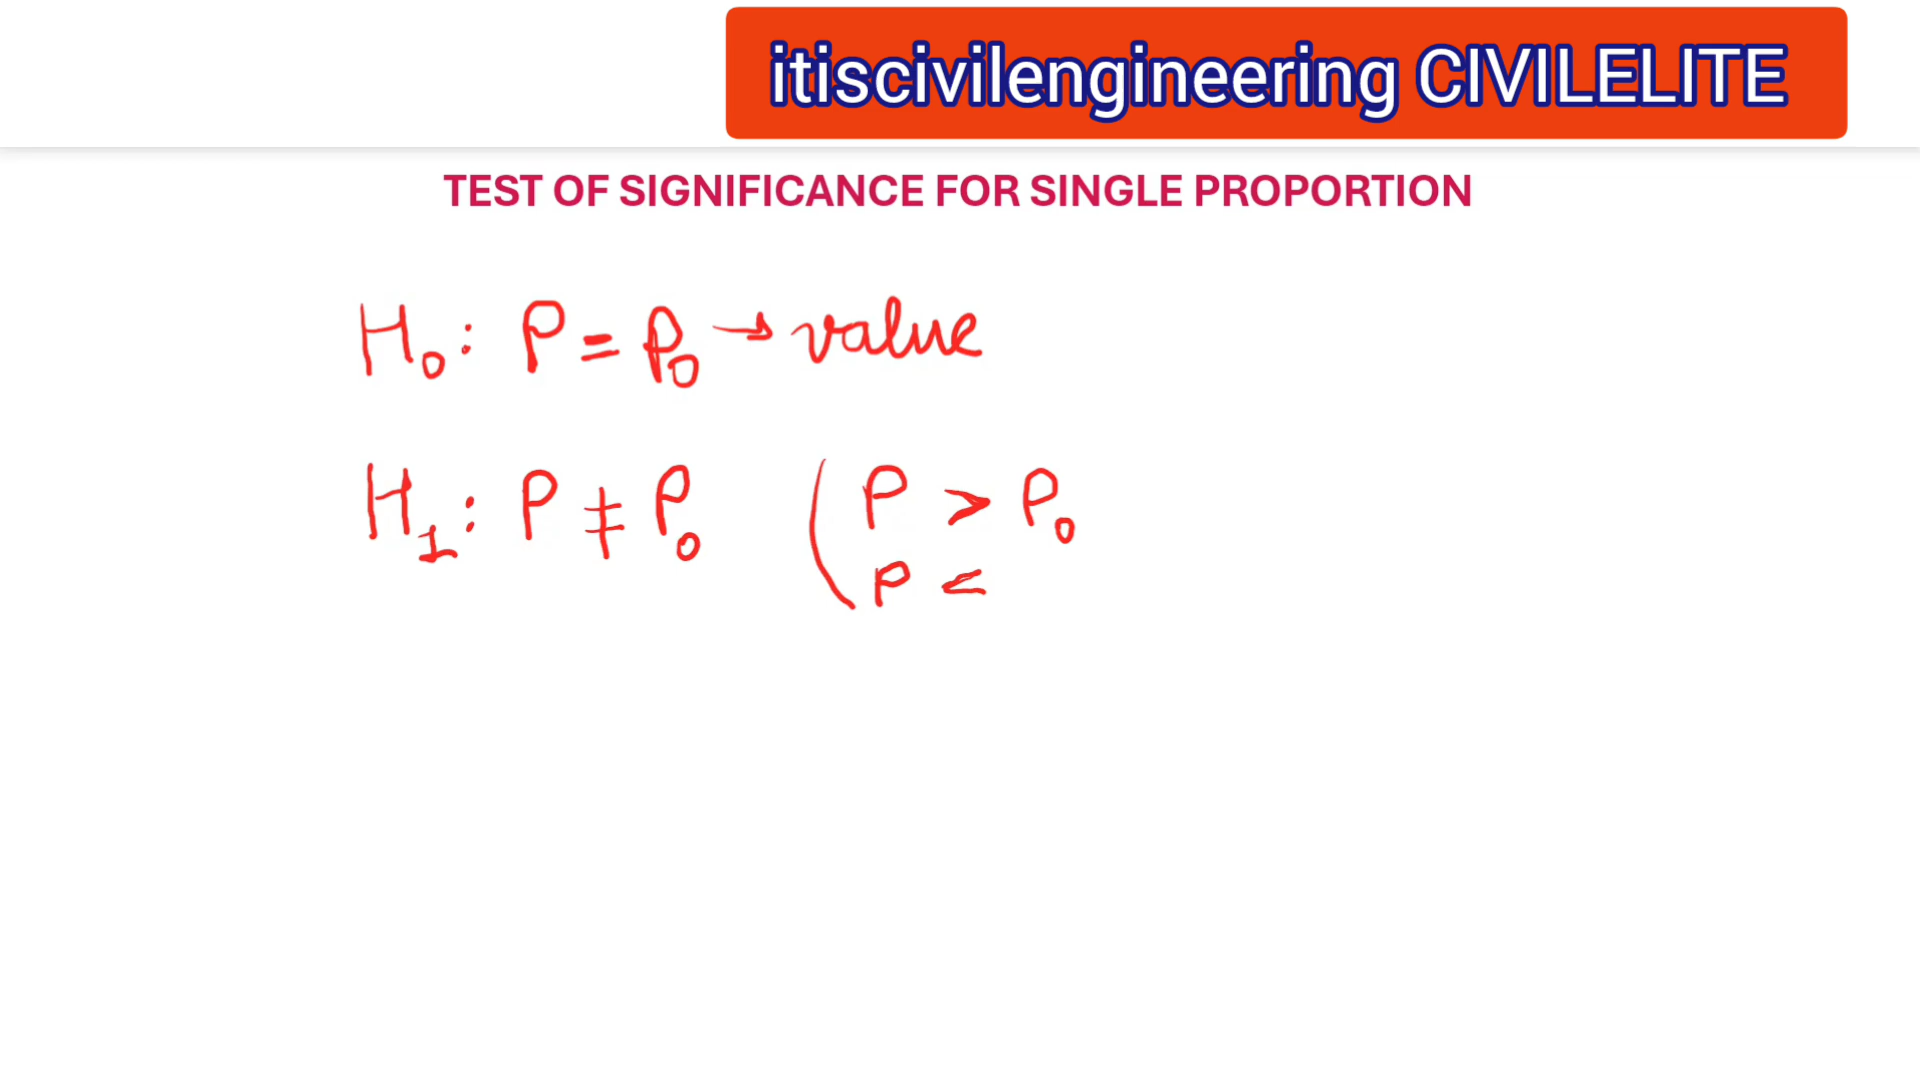 itiscivilengineering CIVILELITE
TEST OF SIGNIFICANCE FOR SINGLE PROPORTION
H₀ : P = P₀ → value
H₁ : P ≠ P₀ ( P > P₀
P <